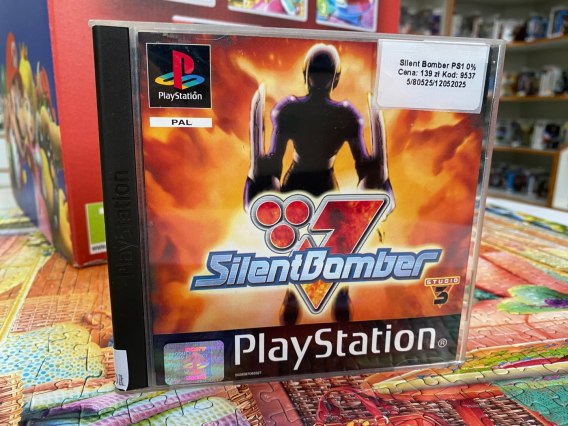 Silent Bomber PS1 0%
Cena: 139 zł Kod: 9537
5/80525/12052025
PlayStation
PAL
PlayStation
SilentBomber
STUDIO
3
PlayStation®